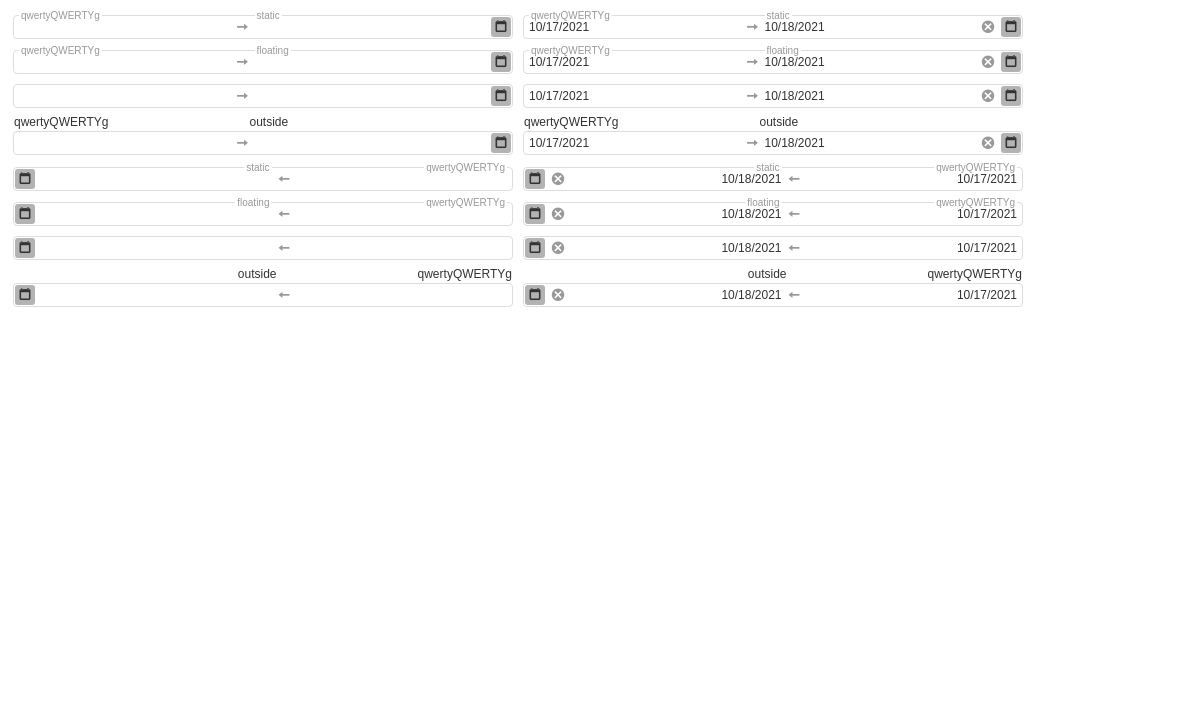 qwertyQWERTYg static qwertyQWERTYg static
10/17/2021 10/18/2021
qwertyQWERTYg floating qwertyQWERTYg floating
10/17/2021 10/18/2021
10/17/2021 10/18/2021
qwertyQWERTYg outside qwertyQWERTYg outside
10/17/2021 10/18/2021
static qwertyQWERTYg static qwertyQWERTYg
10/18/2021 10/17/2021
floating qwertyQWERTYg floating qwertyQWERTYg
10/18/2021 10/17/2021
10/18/2021 10/17/2021
outside qwertyQWERTYg outside qwertyQWERTYg
10/18/2021 10/17/2021